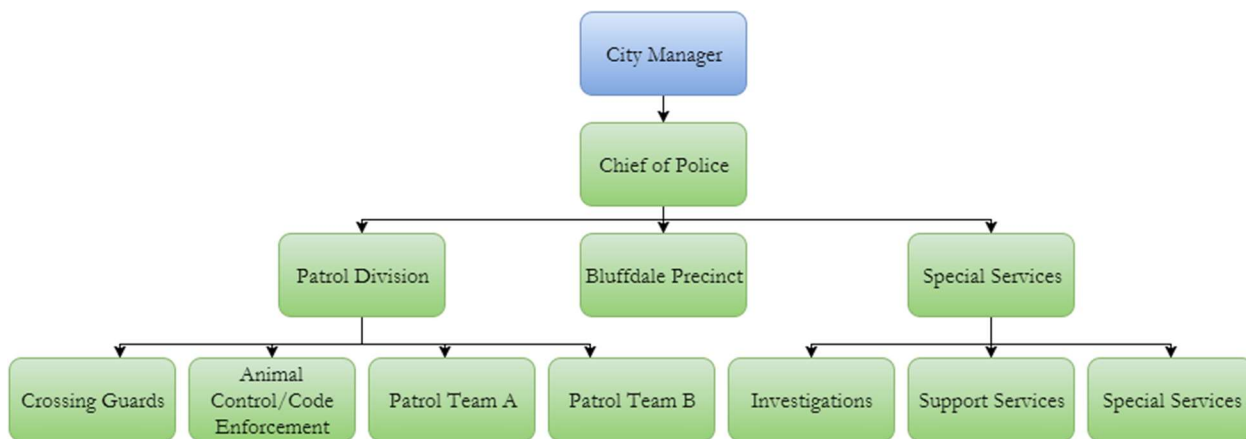 City Manager
Chief of Police
Patrol Division
Bluffdale Precinct
Special Services
Crossing Guards
Animal
Control/Code
Enforcement
Patrol Team A
Patrol Team B
Investigations
Support Services
Special Services